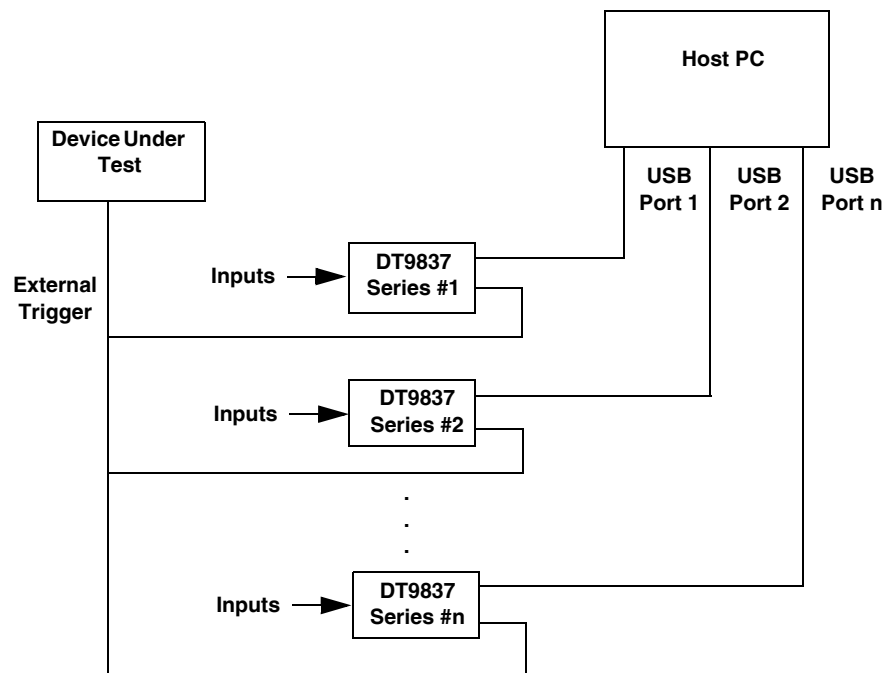 Host PC
Device Under
Test
USB
Port 1
USB
Port 2
USB
Port n
External
Trigger
Inputs
DT9837
Series #1
Inputs
DT9837
Series #2
.
.
.
Inputs
DT9837
Series #n